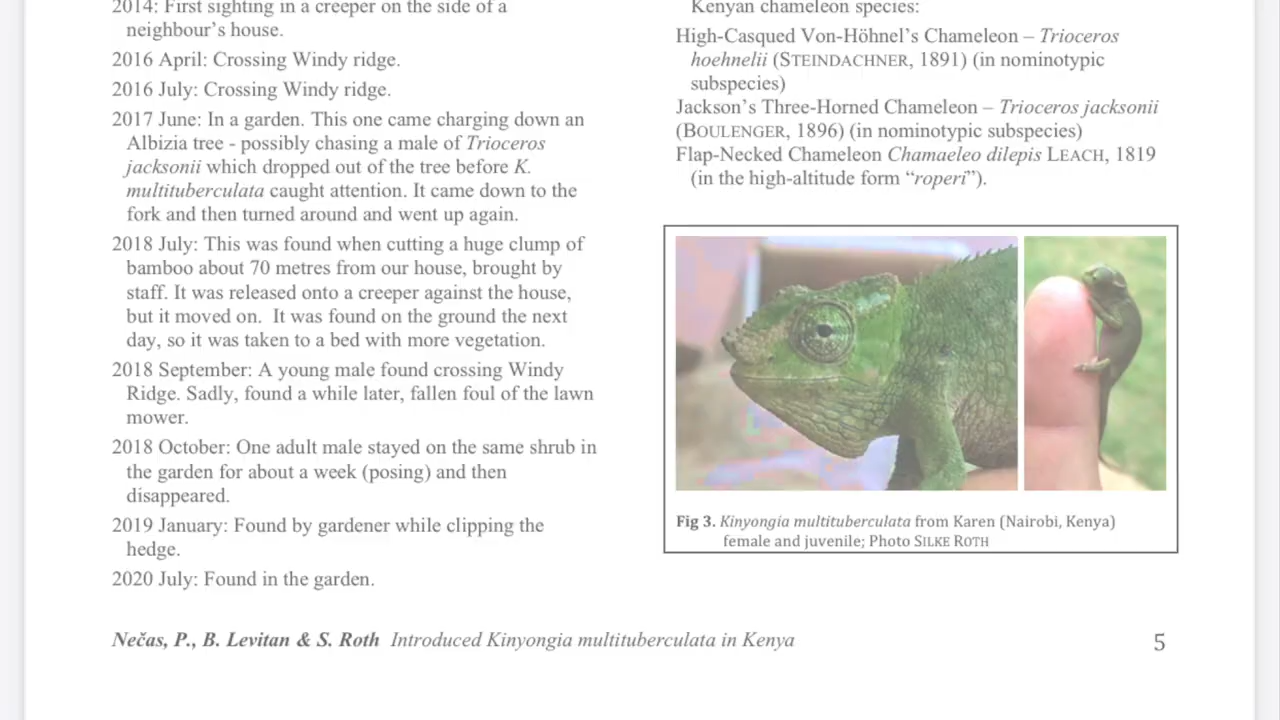 2014: First sighting in a creeper on the side of a
neighbour's house.
2016 April: Crossing Windy ridge.
2016 July: Crossing Windy ridge.
2017 June: In a garden. This one came charging down an
Albizia tree - possibly chasing a male of Trioceros
jacksonii which dropped out of the tree before K.
multituberculata caught attention. It came down to the
fork and then turned around and went up again.
2018 July: This was found when cutting a huge clump of
bamboo about 70 metres from our house, brought by
staff. It was released onto a creeper against the house,
but it moved on.  It was found on the ground the next
day, so it was taken to a bed with more vegetation.
2018 September: A young male found crossing Windy
Ridge. Sadly, found a while later, fallen foul of the lawn
mower.
2018 October: One adult male stayed on the same shrub in
the garden for about a week (posing) and then
disappeared.
2019 January: Found by gardener while clipping the
hedge.
2020 July: Found in the garden.
Kenyan chameleon species:
High-Casqued Von-Höhnel's Chameleon – Trioceros
hoehnelii (STEINDACHNER, 1891) (in nominotypic
subspecies)
Jackson's Three-Horned Chameleon – Trioceros jacksonii
(BOULENGER, 1896) (in nominotypic subspecies)
Flap-Necked Chameleon Chamaeleo dilepis LEACH, 1819
(in the high-altitude form “roperi”).
Fig 3. Kinyongia multituberculata from Karen (Nairobi, Kenya)
female and juvenile; Photo SILKE ROTH
Nečas, P., B. Levitan & S. Roth  Introduced Kinyongia multituberculata in Kenya
5